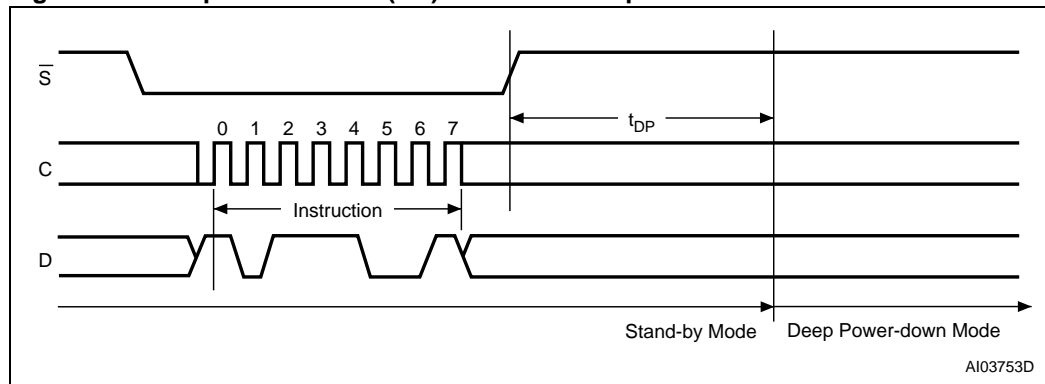 S
0 1 2 3 4 5 6 7
tDP
C
Instruction
D
Stand-by Mode Deep Power-down Mode
AI03753D